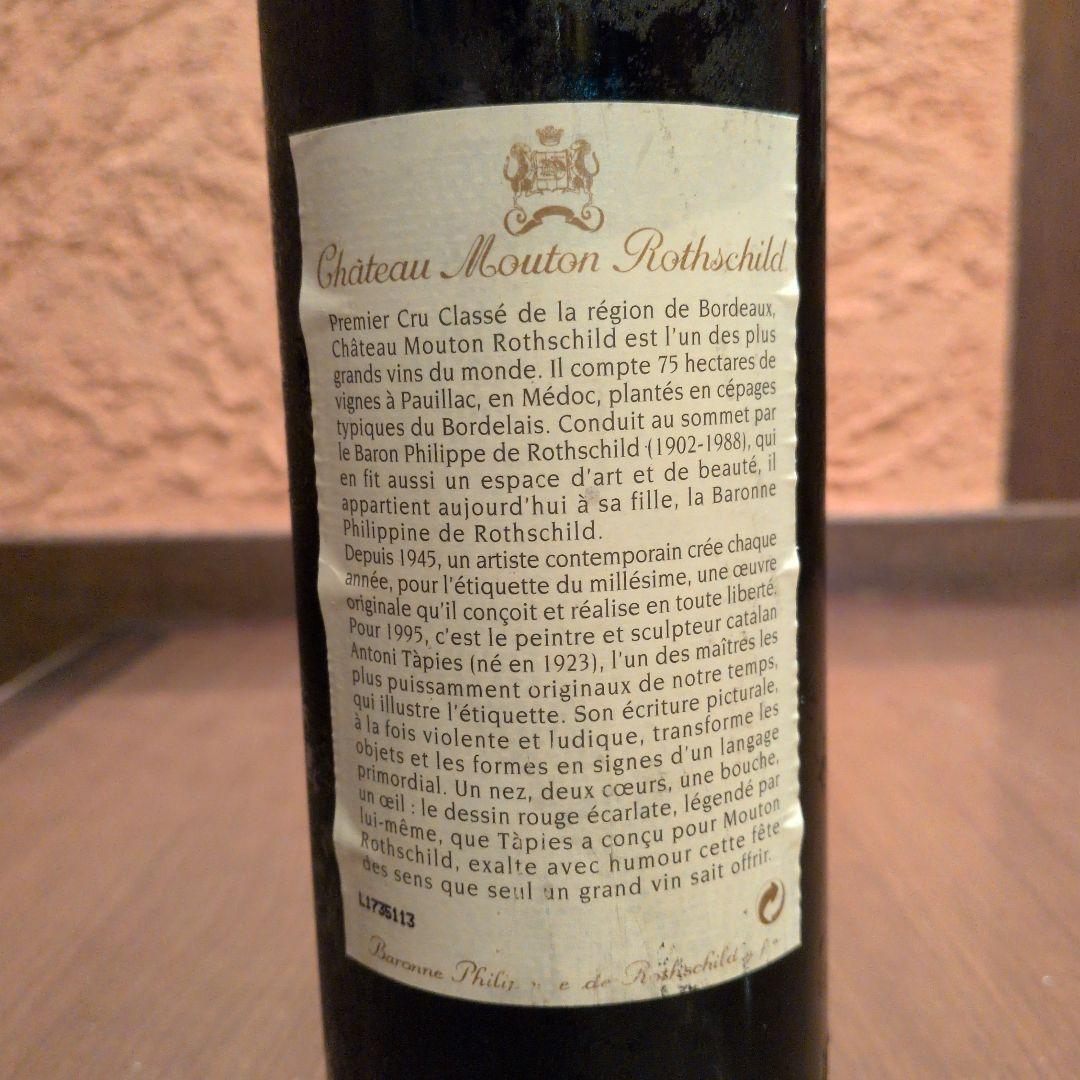 Château Mouton Rothschild
Premier Cru Classé de la région de Bordeaux,
Château Mouton Rothschild est l'un des plus
grands vins du monde. Il compte 75 hectares de
vignes à Pauillac, en Médoc, plantés en cépages
typiques du Bordelais. Conduit au sommet par
le Baron Philippe de Rothschild (1902-1988), qui
en fit aussi un espace d'art et de beauté, il
appartient aujourd'hui à sa fille, la Baronne
Philippine de Rothschild.
Depuis 1945, un artiste contemporain crée chaque
année, pour l'étiquette du millésime, une œuvre
originale qu'il conçoit et réalise en toute liberté.
Pour 1995, c'est le peintre et sculpteur catalan
Antoni Tàpies (né en 1923), l'un des maîtres les
plus puissamment originaux de notre temps,
qui illustre l'étiquette. Son écriture picturale,
à la fois violente et ludique, transforme les
objets et les formes en signes d'un langage
primordial. Un nez, deux cœurs, une bouche,
un œil : le dessin rouge écarlate, légendé par
lui-même, que Tàpies a conçu pour Mouton
Rothschild, exalte avec humour cette fête
des sens que seul un grand vin sait offrir.
L1735113
Baronne de Rothschild